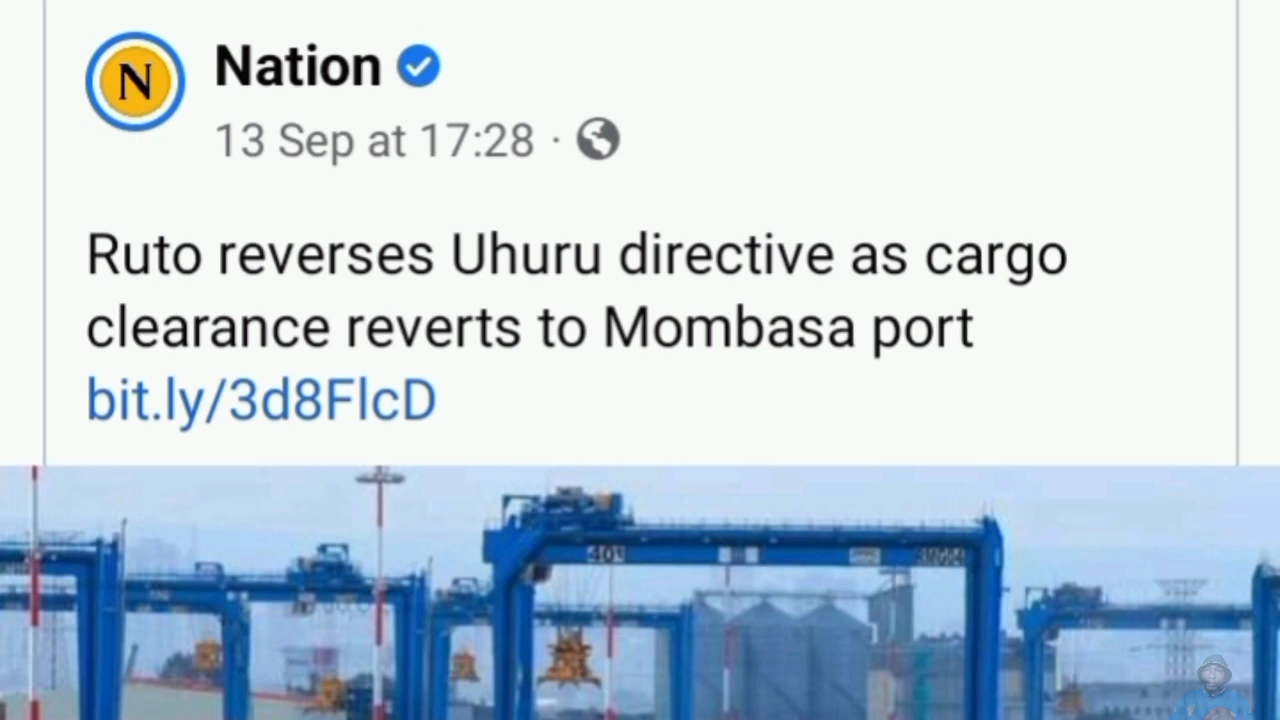 N
Nation
13 Sep at 17:28 ·
Ruto reverses Uhuru directive as cargo
clearance reverts to Mombasa port
bit.ly/3d8FlcD